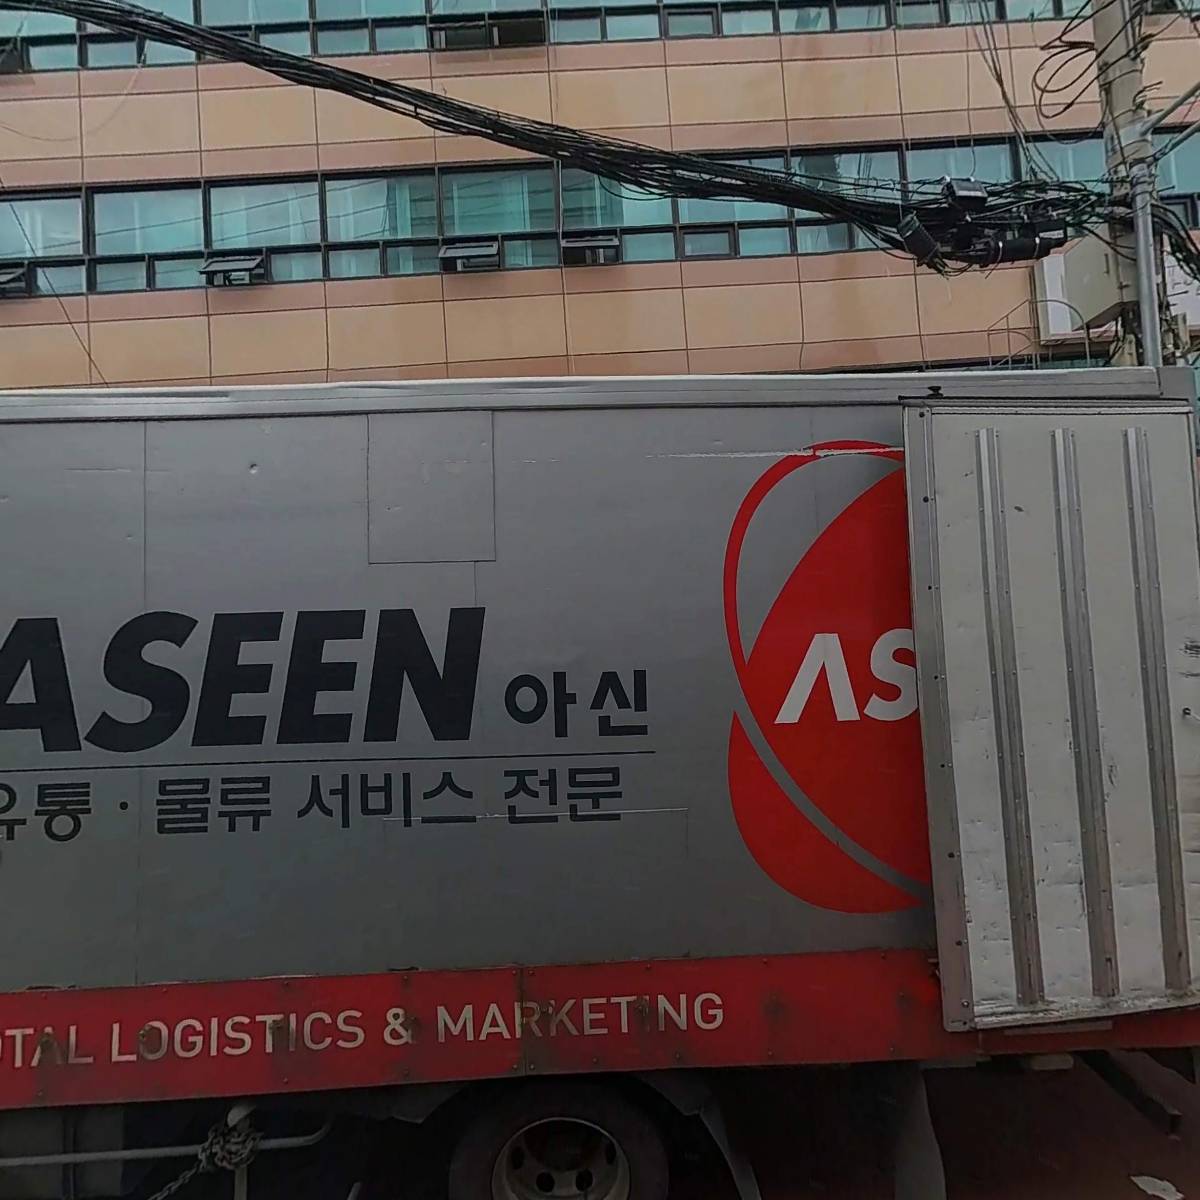 ASEEN 아신
유통 · 물류 서비스 전문
AS
OTAL LOGISTICS & MARKETING